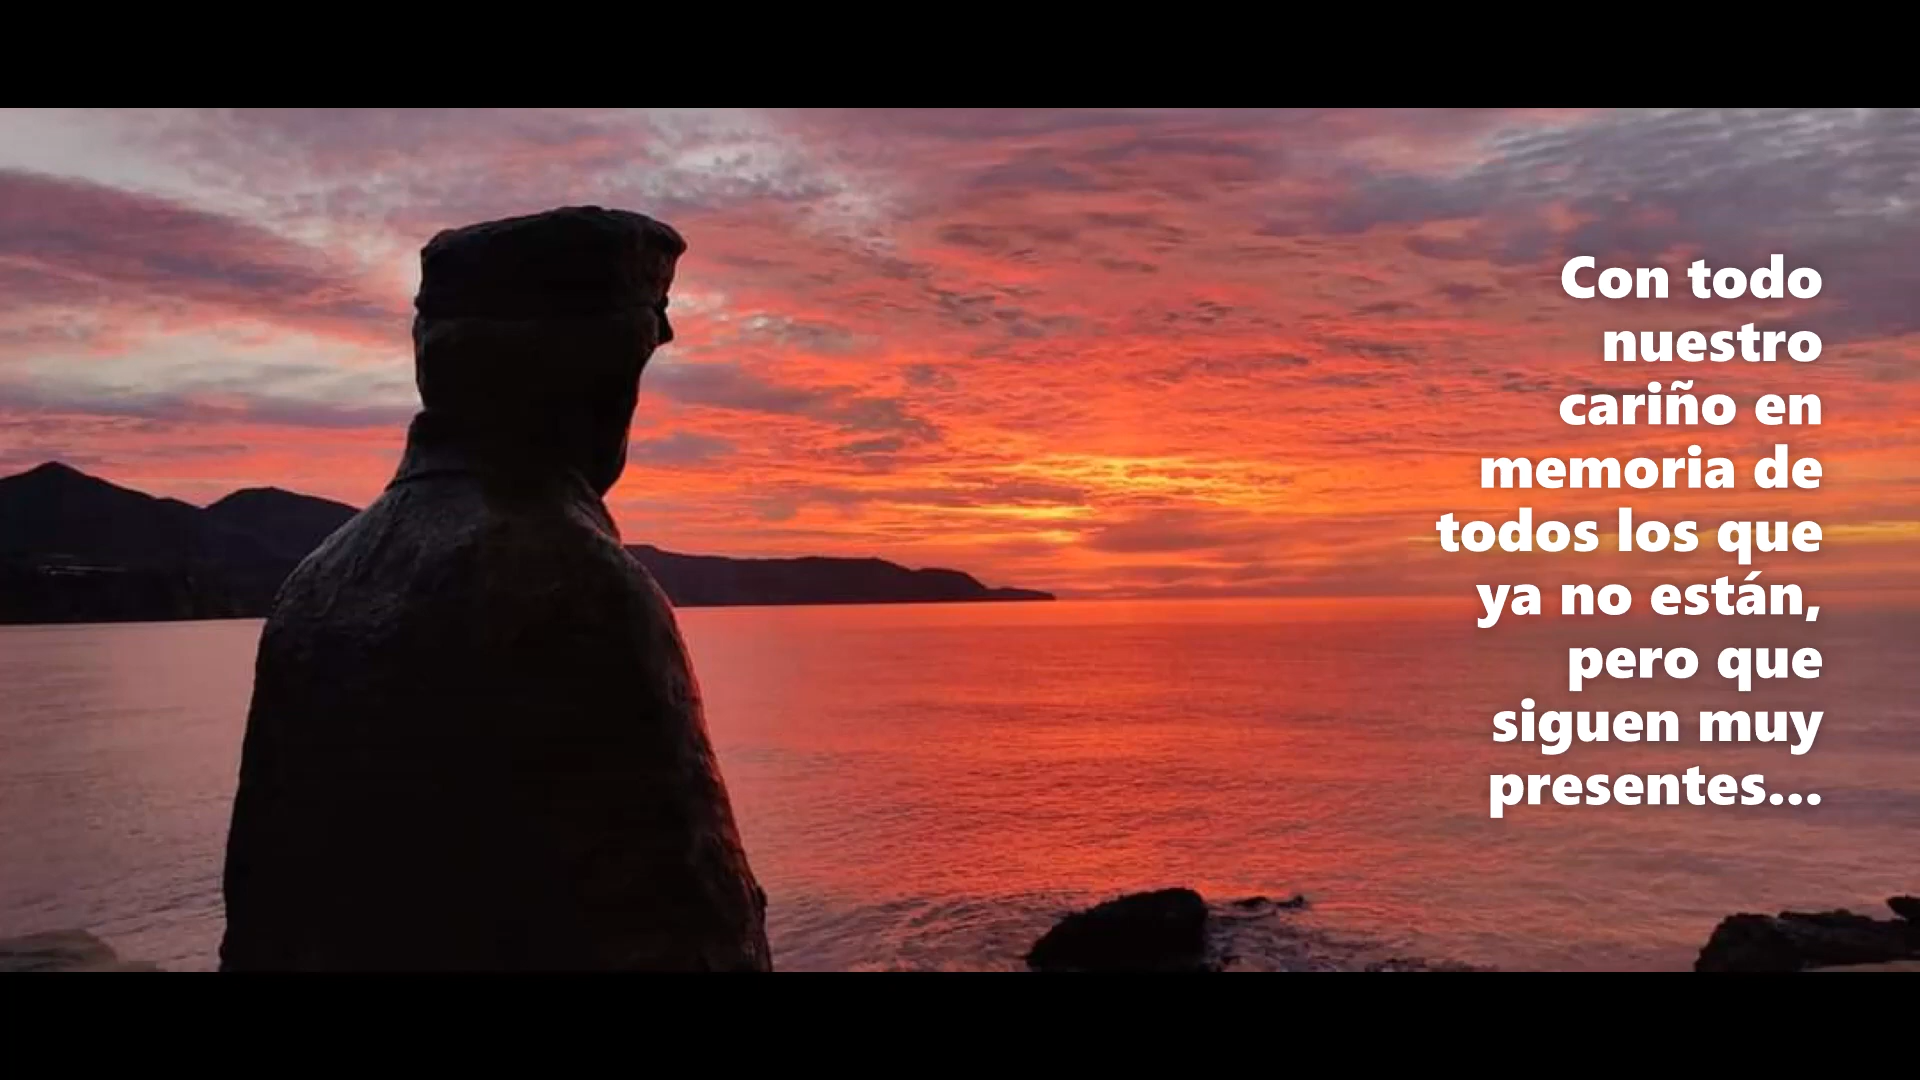 Con todo
nuestro
cariño en
memoria de
todos los que
ya no están,
pero que
siguen muy
presentes...